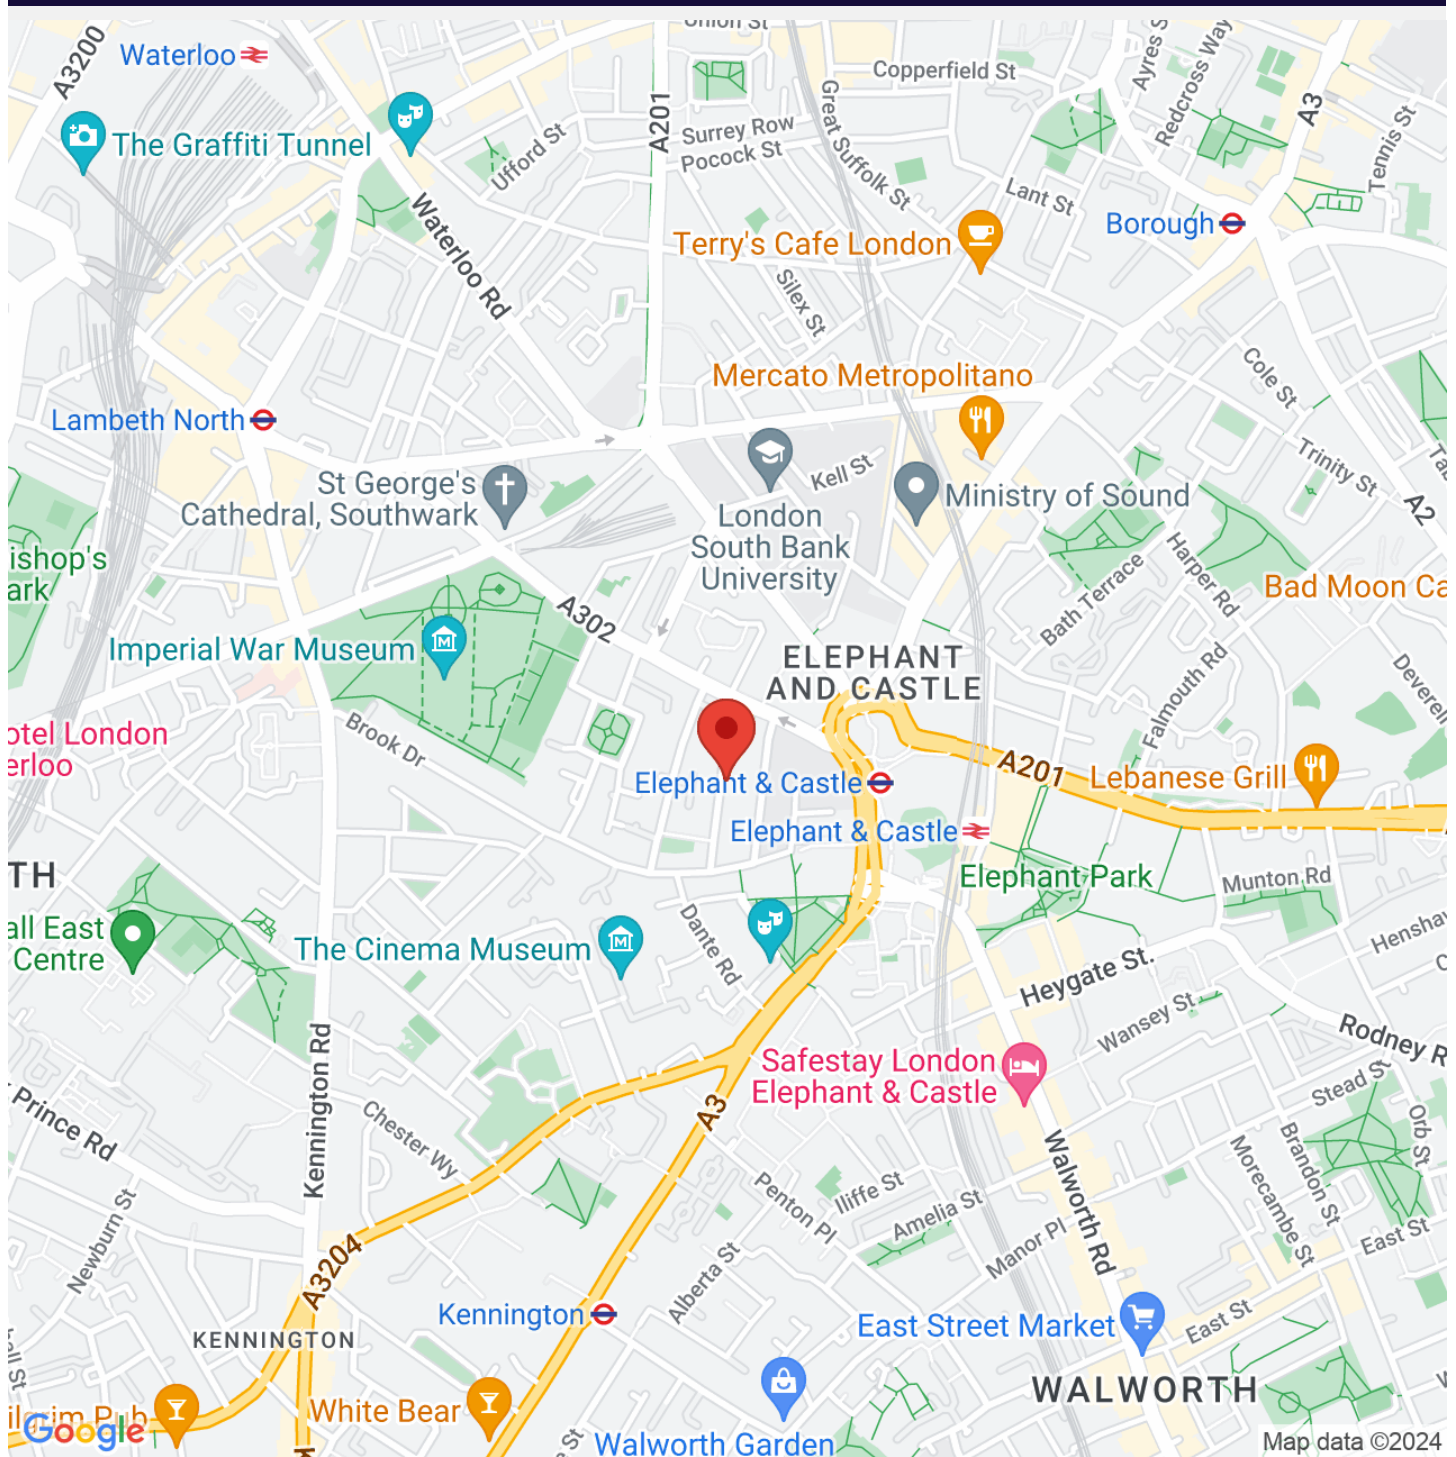 Union St
Waterloo
A3200
The Graffiti Tunnel
Ufford St
A201
Surrey Row
Pocock St
Great Suffolk St
Copperfield St
Ayres S
Redcross Way
A3
Tennis St
Lant St
Borough
Waterloo Rd
Terry's Cafe London
Silex St
Mercato Metropolitano
Cole St
Lambeth North
St George's
Cathedral, Southwark
Kell St
London
South Bank
University
Ministry of Sound
Trinity St
A2
ishop's
ark
A302
Bath Terrace
Harper Rd
Bad Moon Ca
Imperial War Museum
ELEPHANT
AND CASTLE
Falmouth Rd
Deverell
otel London
erloo
Brook Dr
Elephant & Castle
A201
Lebanese Grill
Elephant & Castle
TH
Elephant Park
Munton Rd
all East
Centre
The Cinema Museum
Dante Rd
Hensha
Heygate St.
Wansey St
Rodney R
Kennington Rd
Safestay London
Elephant & Castle
Stead St
Prince Rd
Chester Wy
A3
Orb St
Brandon St
Morecambe St
Walworth Rd
Newburn St
Penton Pl
Iliffe St
Amelia St
Manor Pl
East St
A3204
Alberta St
Kennington
East Street Market
East St
KENNINGTON
all St
WALWORTH
ilgrim Pub
White Bear
Google
Walworth Garden
Map data ©2024